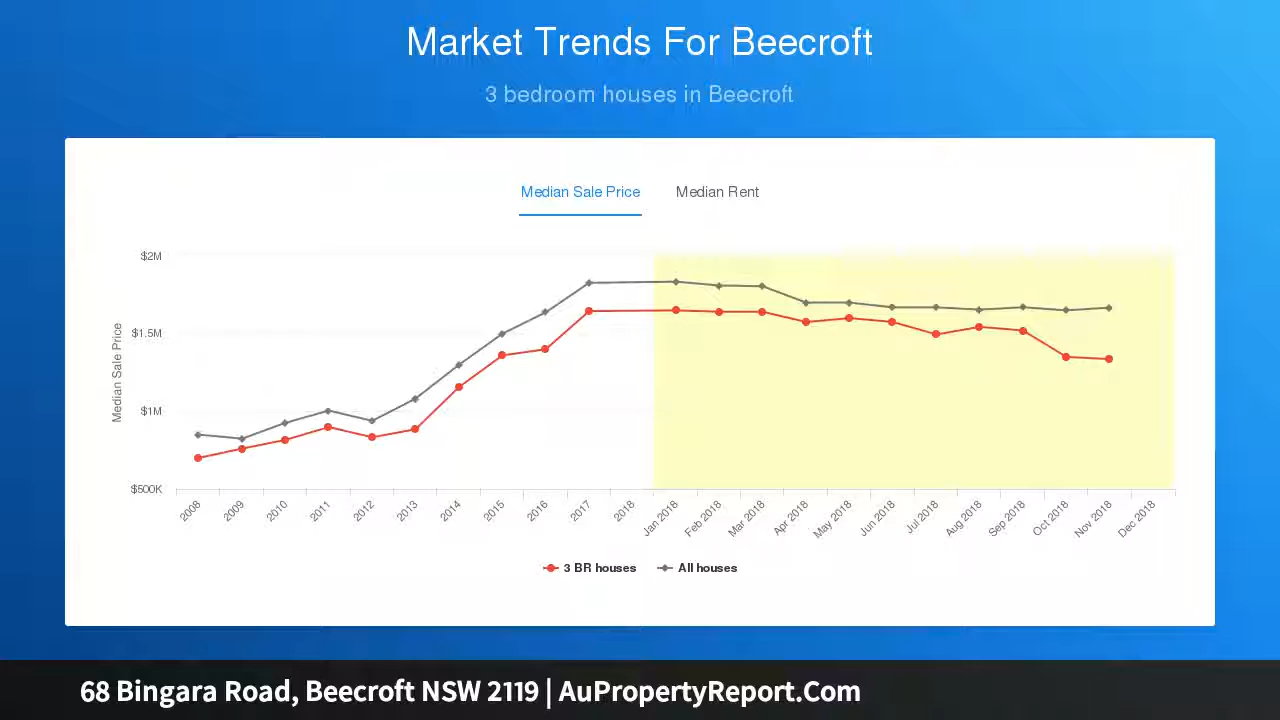 Market Trends For Beecroft
3 bedroom houses in Beecroft
Median Sale Price Median Rent
$2M
$1.5M
$1M
$500K
Median Sale Price
2008 2009 2010 2011 2012 2013 2014 2015 2016 2017 2018 Jan 2018 Feb 2018 Mar 2018 Apr 2018 May 2018 Jun 2018 Jul 2018 Aug 2018 Sep 2018 Oct 2018 Nov 2018 Dec 2018
3 BR houses All houses
68 Bingara Road, Beecroft NSW 2119 | AuPropertyReport.Com